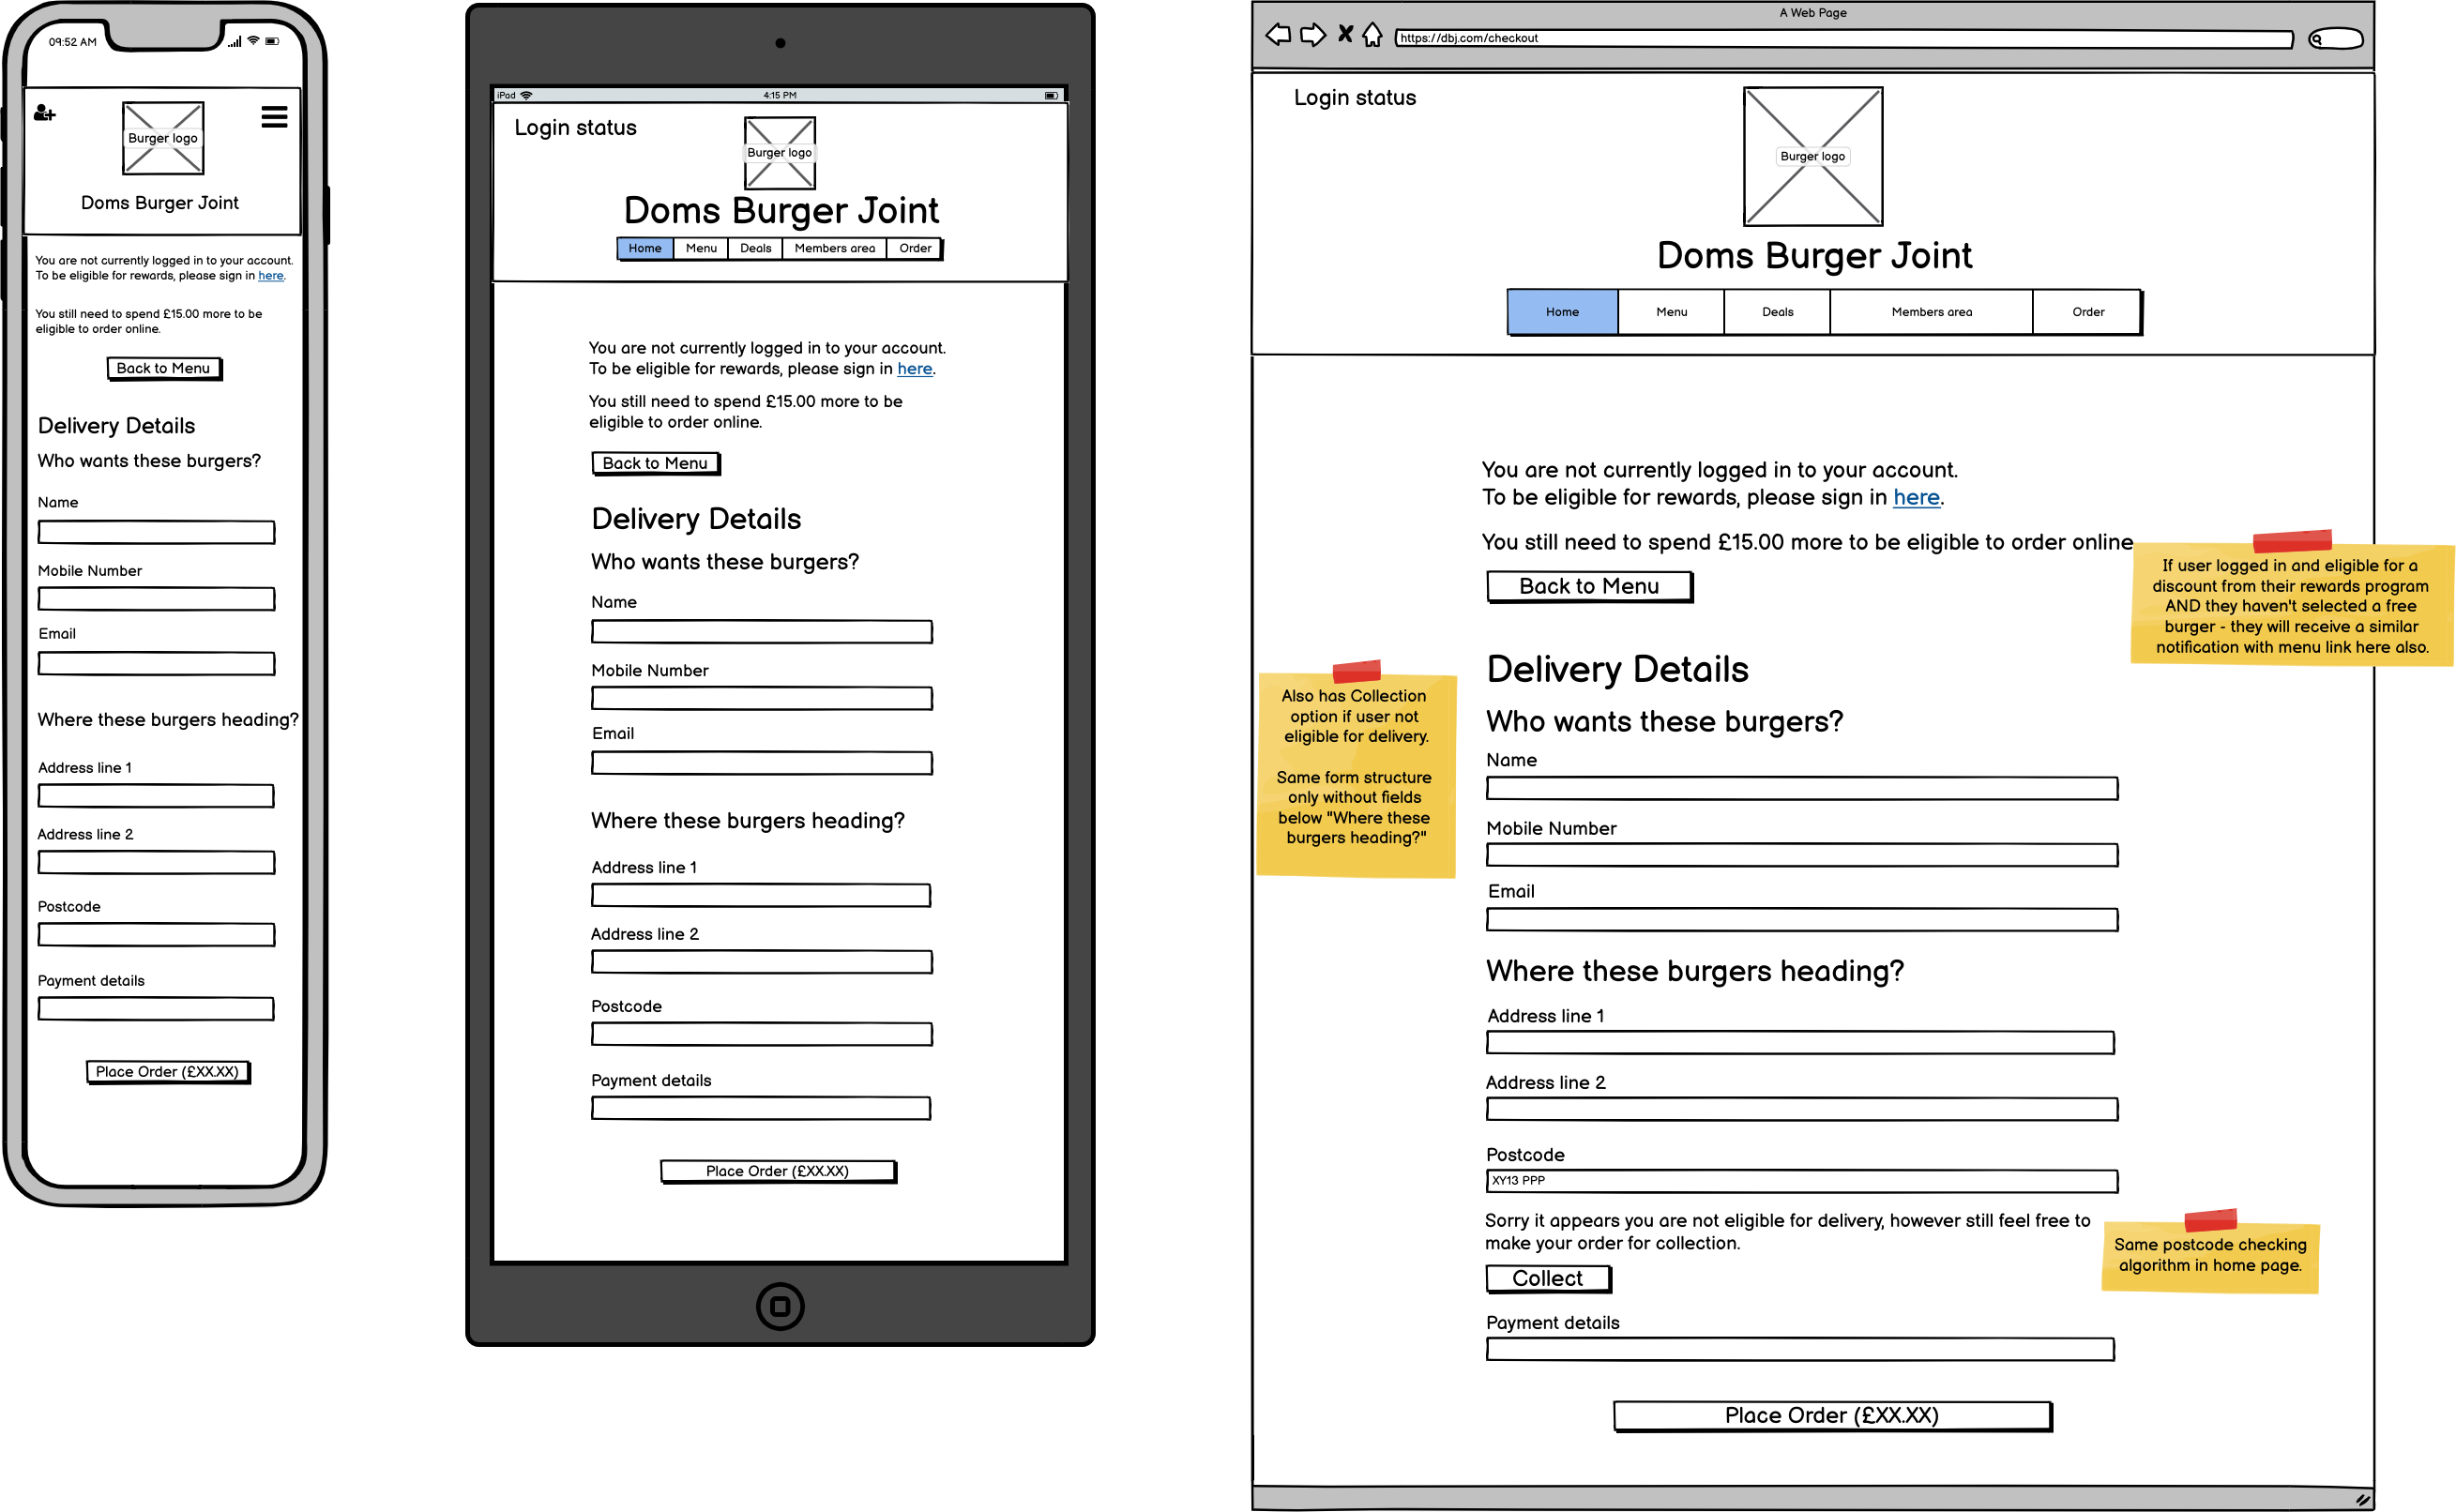 09:52 AM
Burger logo
Doms Burger Joint
You are not currently logged in to your account.
To be eligible for rewards, please sign in here.
You still need to spend £15.00 more to be
eligible to order online.
Back to Menu
Delivery Details
Who wants these burgers?
Name
Mobile Number
Email
Where these burgers heading?
Address line 1
Address line 2
Postcode
Payment details
Place Order (£XX.XX)
iPad
4:15 PM
Login status
Burger logo
Doms Burger Joint
Home Menu Deals Members area Order
You are not currently logged in to your account.
To be eligible for rewards, please sign in here.
You still need to spend £15.00 more to be
eligible to order online.
Back to Menu
Delivery Details
Who wants these burgers?
Name
Mobile Number
Email
Where these burgers heading?
Address line 1
Address line 2
Postcode
Payment details
Place Order (£XX.XX)
A Web Page
https://dbj.com/checkout
Login status
Burger logo
Doms Burger Joint
Home Menu Deals Members area Order
You are not currently logged in to your account.
To be eligible for rewards, please sign in here.
You still need to spend £15.00 more to be eligible to order online
If user logged in and eligible for a
discount from their rewards program
AND they haven't selected a free
burger - they will receive a similar
notification with menu link here also.
Back to Menu
Delivery Details
Also has Collection
option if user not
eligible for delivery.
Same form structure
only without fields
below "Where these
burgers heading?"
Who wants these burgers?
Name
Mobile Number
Email
Where these burgers heading?
Address line 1
Address line 2
Postcode
XY13 PPP
Sorry it appears you are not eligible for delivery, however still feel free to
make your order for collection.
Same postcode checking
algorithm in home page.
Collect
Payment details
Place Order (£XX.XX)